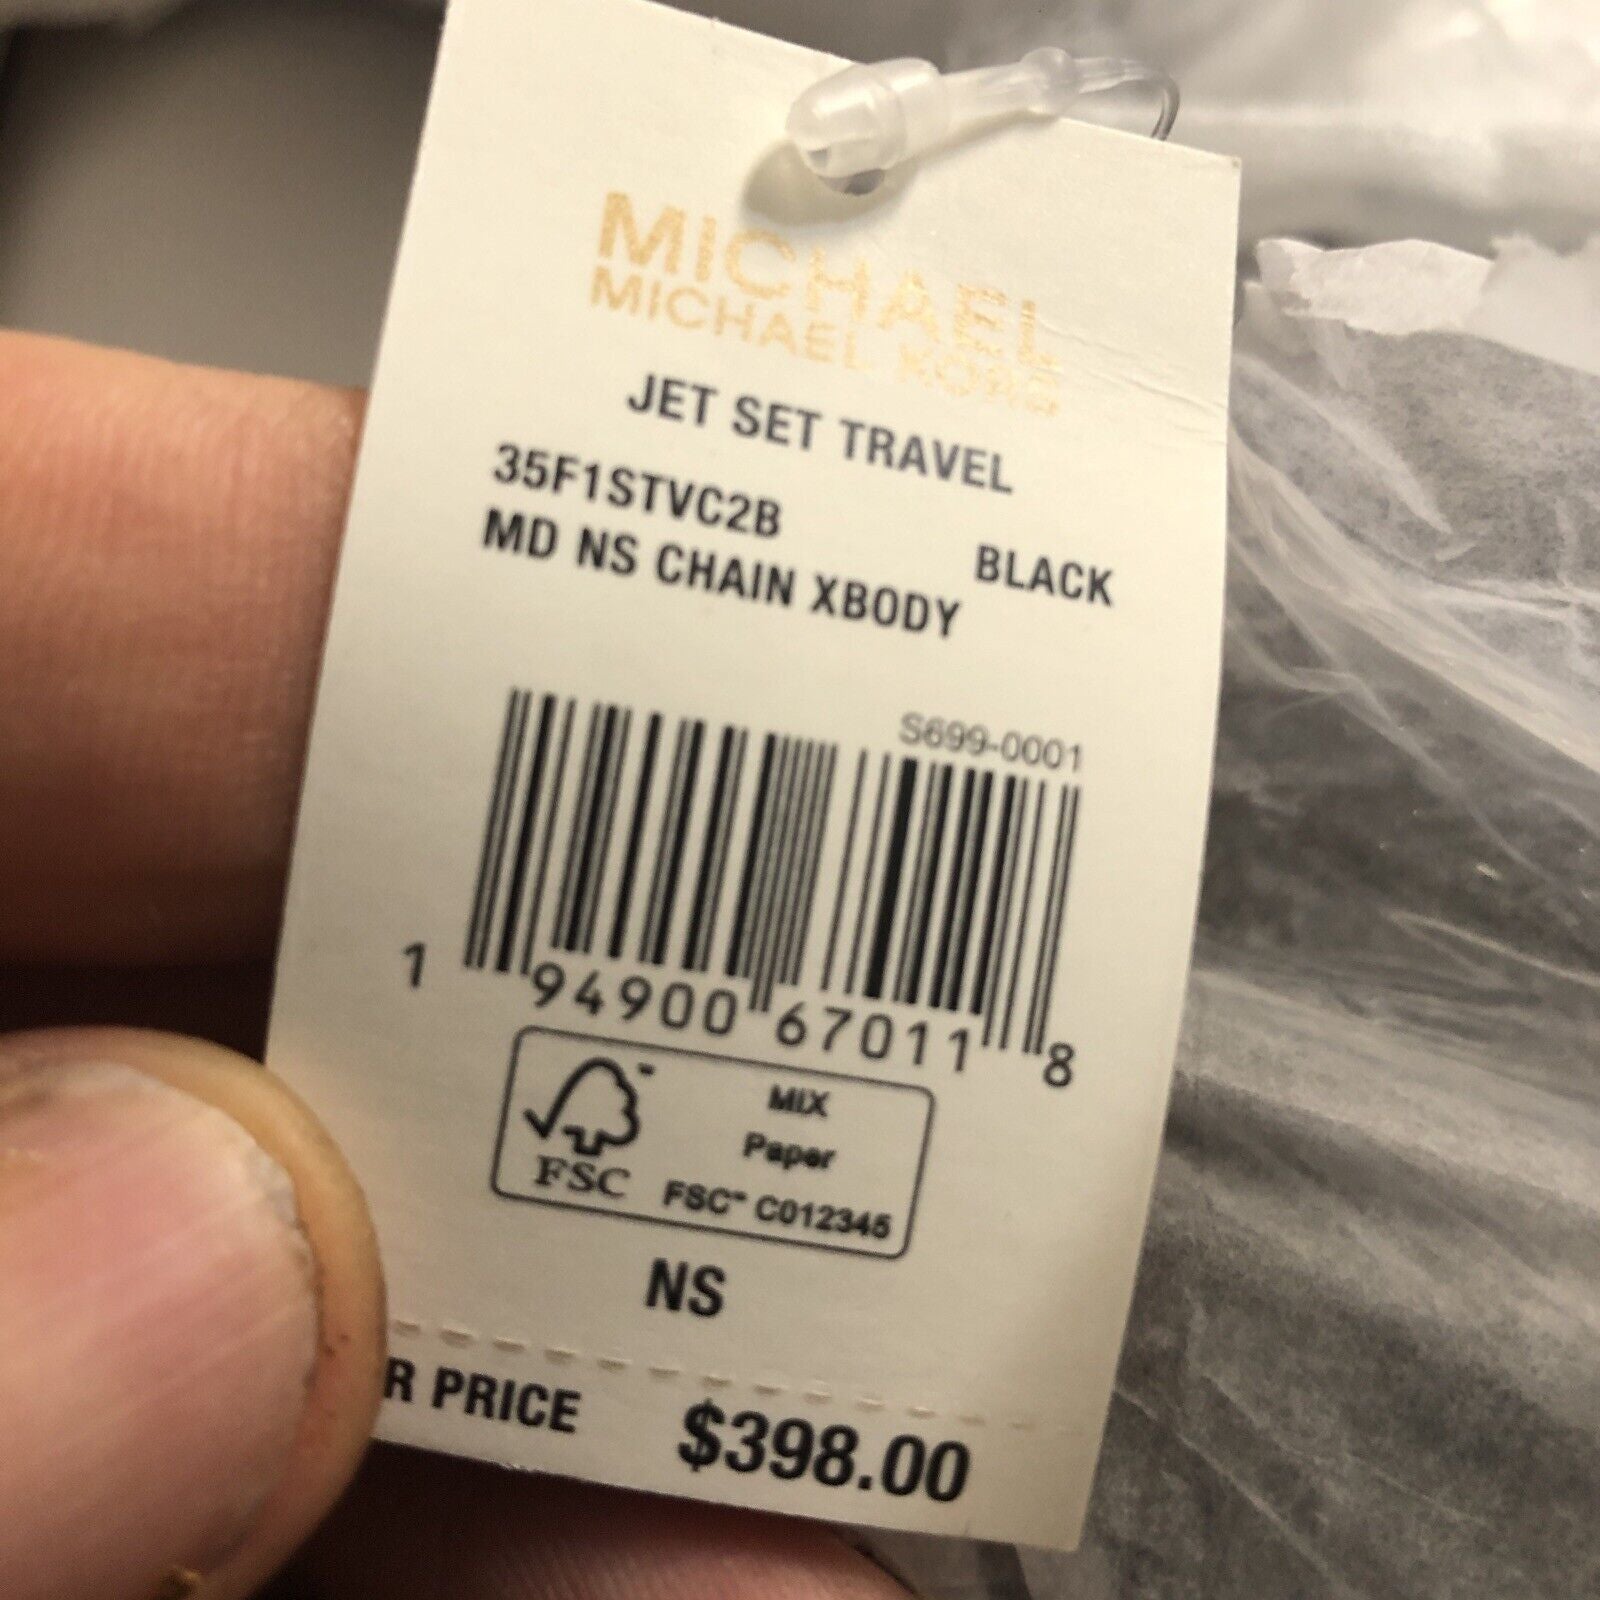 MICHAEL
MICHAEL KORS
JET SET TRAVEL
35F1STVC2B
BLACK
MD NS CHAIN XBODY
S699-0001
1 94900 67011 8
FSC
MIX
Paper
FSC™ C012345
NS
R PRICE $398.00